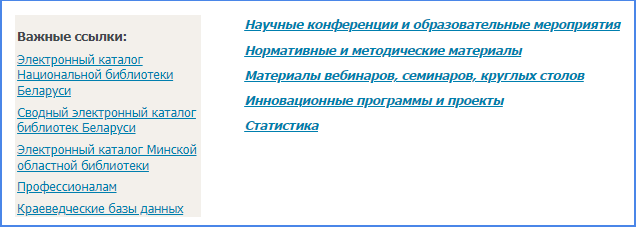 Важные ссылки:
Электронный каталог
Национальной библиотеки
Беларуси
Сводный электронный каталог
библиотек Беларуси
Электронный каталог Минской
областной библиотеки
Профессионалам
Краеведческие базы данных
Научные конференции и образовательные мероприятия
Нормативные и методические материалы
Материалы вебинаров, семинаров, круглых столов
Инновационные программы и проекты
Статистика